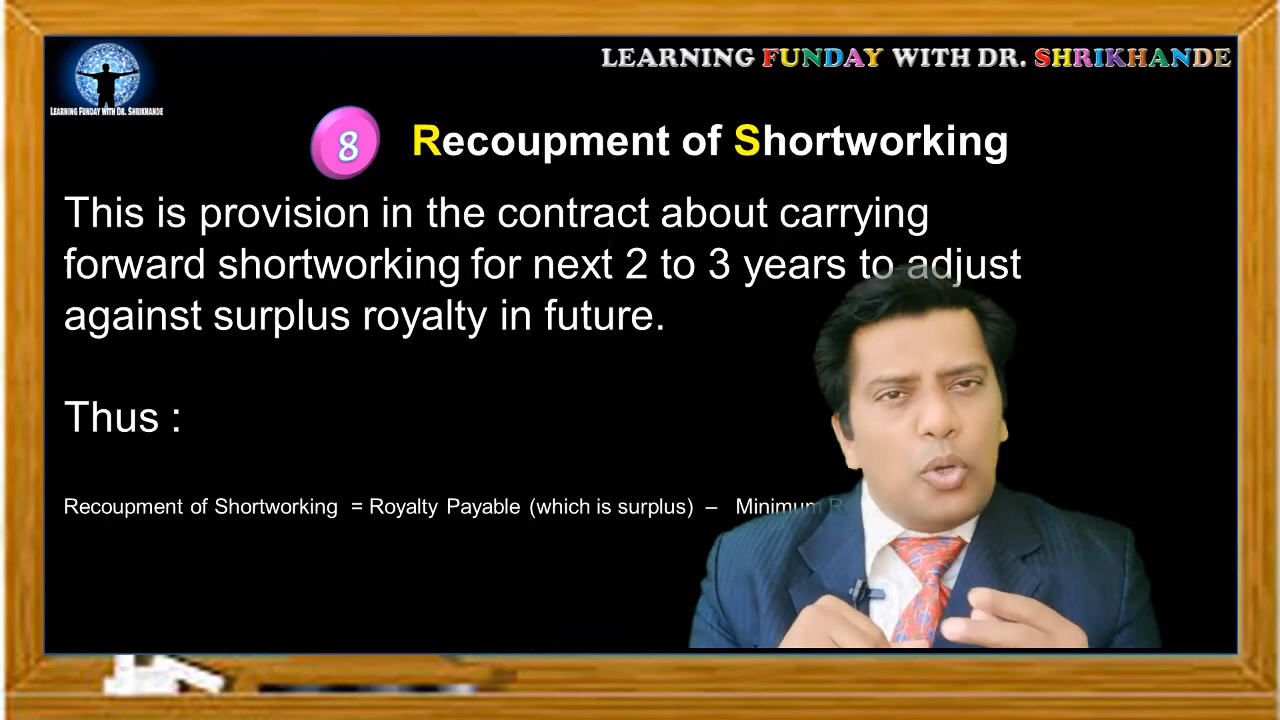 LEARNING FUNDAY WITH DR. SHRIKHANDE
LEARNING FUNDAY WITH DR. SHRIKHANDE
8 Recoupment of Shortworking
This is provision in the contract about carrying
forward shortworking for next 2 to 3 years to adjust
against surplus royalty in future.
Thus :
Recoupment of Shortworking = Royalty Payable (which is surplus) – Minimum